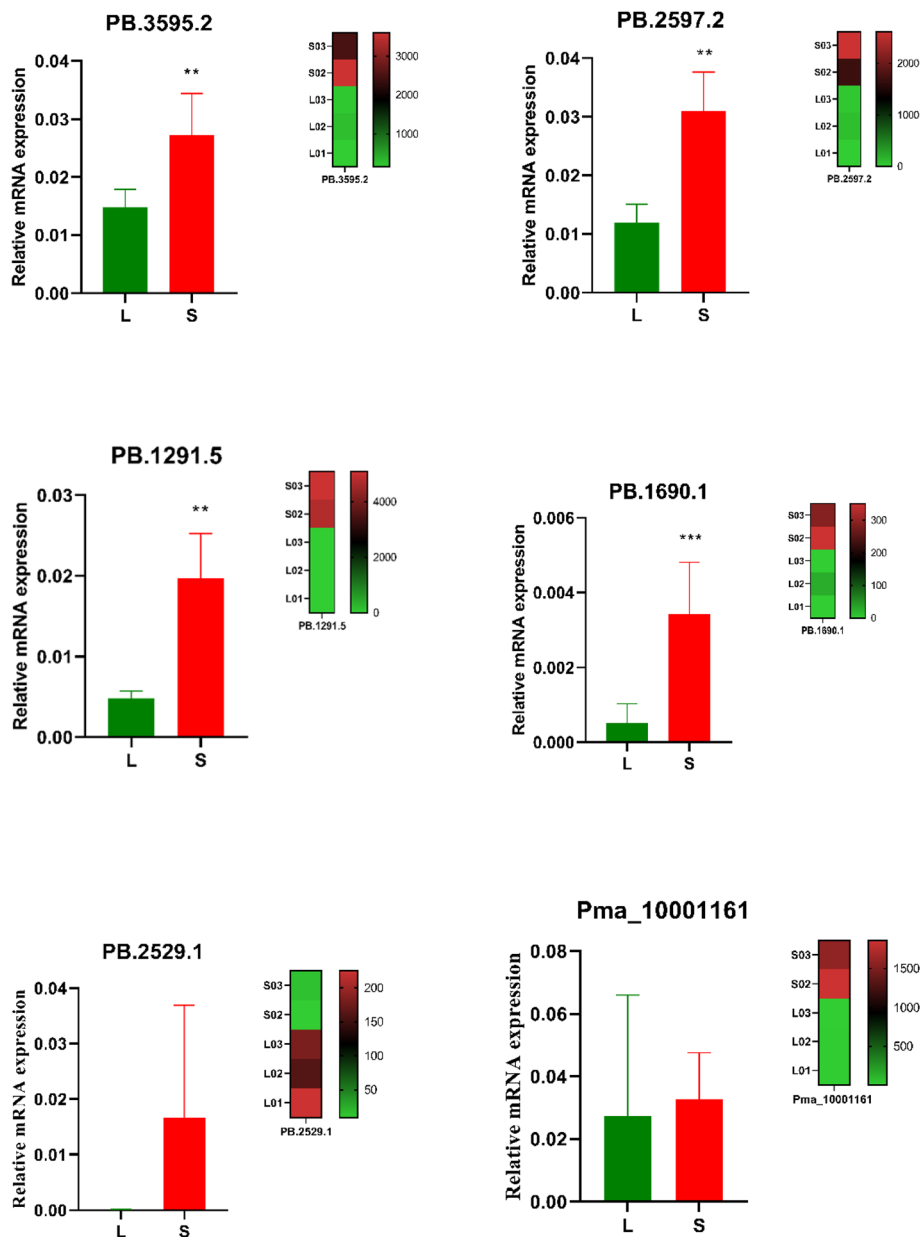 PB.3595.2
Relative mRNA expression
0.04
0.03
0.02
0.01
0.00
**
L
S
S03
S02
L03
L02
L01
PB.3595.2
3000
2000
1000
PB.2597.2
Relative mRNA expression
0.04
0.03
0.02
0.01
0.00
**
L
S
S03
S02
L03
L02
L01
PB.2597.2
2000
1000
0
PB.1291.5
Relative mRNA expression
0.03
0.02
0.01
0.00
**
L
S
S03
S02
L03
L02
L01
PB.1291.5
4000
2000
0
PB.1690.1
Relative mRNA expression
0.006
0.004
0.002
0.000
***
L
S
S03
S02
L03
L02
L01
PB.1690.1
300
200
100
0
PB.2529.1
Relative mRNA expression
0.04
0.03
0.02
0.01
0.00
L
S
S03
S02
L03
L02
L01
PB.2529.1
200
150
100
50
Pma_10001161
Relative mRNA expression
0.08
0.06
0.04
0.02
0.00
L
S
S03
S02
L03
L02
L01
Pma_10001161
1500
1000
500